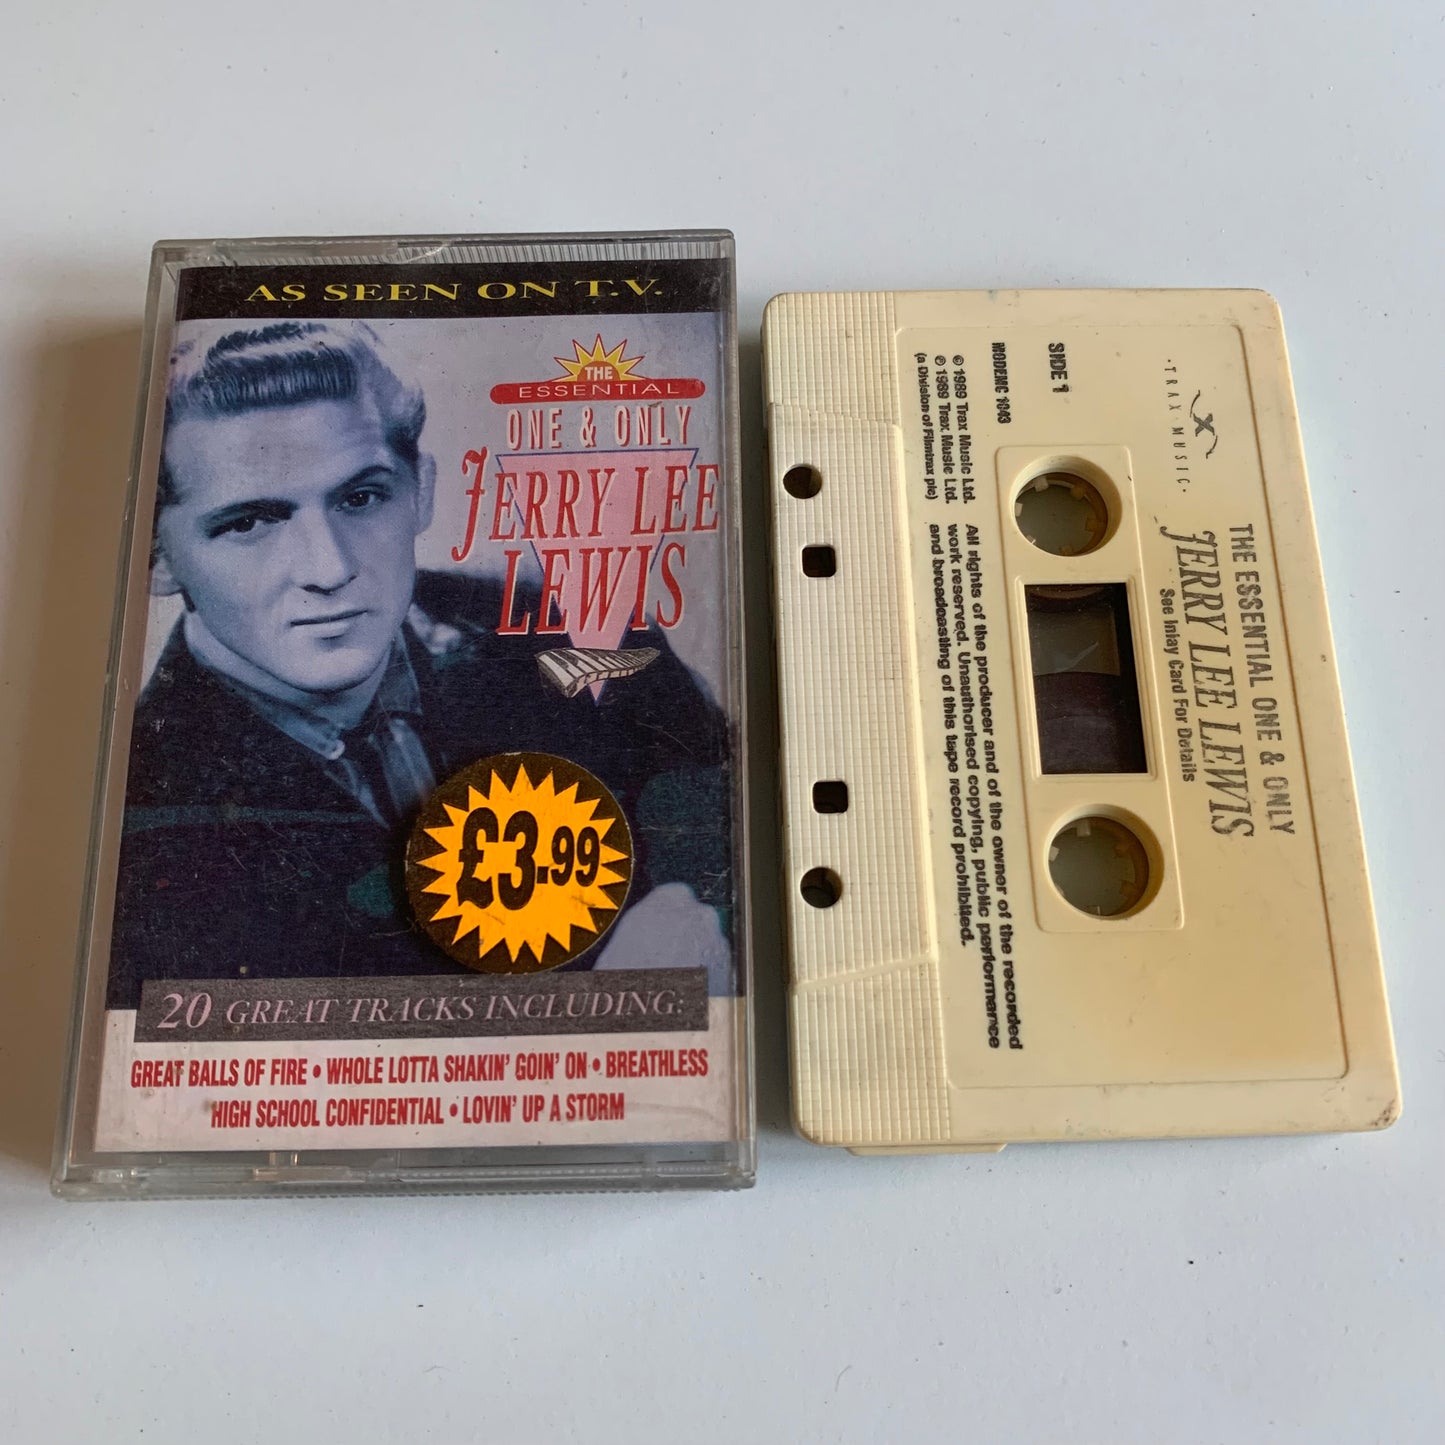 AS SEEN ON T.V.
THE
ESSENTIAL
ONE & ONLY
JERRY LEE
LEWIS
£3.99
20 GREAT TRACKS INCLUDING:
GREAT BALLS OF FIRE • WHOLE LOTTA SHAKIN' GOIN' ON • BREATHLESS
HIGH SCHOOL CONFIDENTIAL • LOVIN' UP A STORM
·TRAX·MUSIC·
THE ESSENTIAL ONE & ONLY
JERRY LEE LEWIS
See Inlay Card For Details
SIDE 1
MODEMC 1043
© 1989 Trax Music Ltd.
℗ 1989 Trax Music Ltd.
(a Division of Filmtrax plc)
All rights of the producer and of the owner of the recorded
work reserved. Unauthorised copying, public performance
and broadcasting of this tape record prohibited.